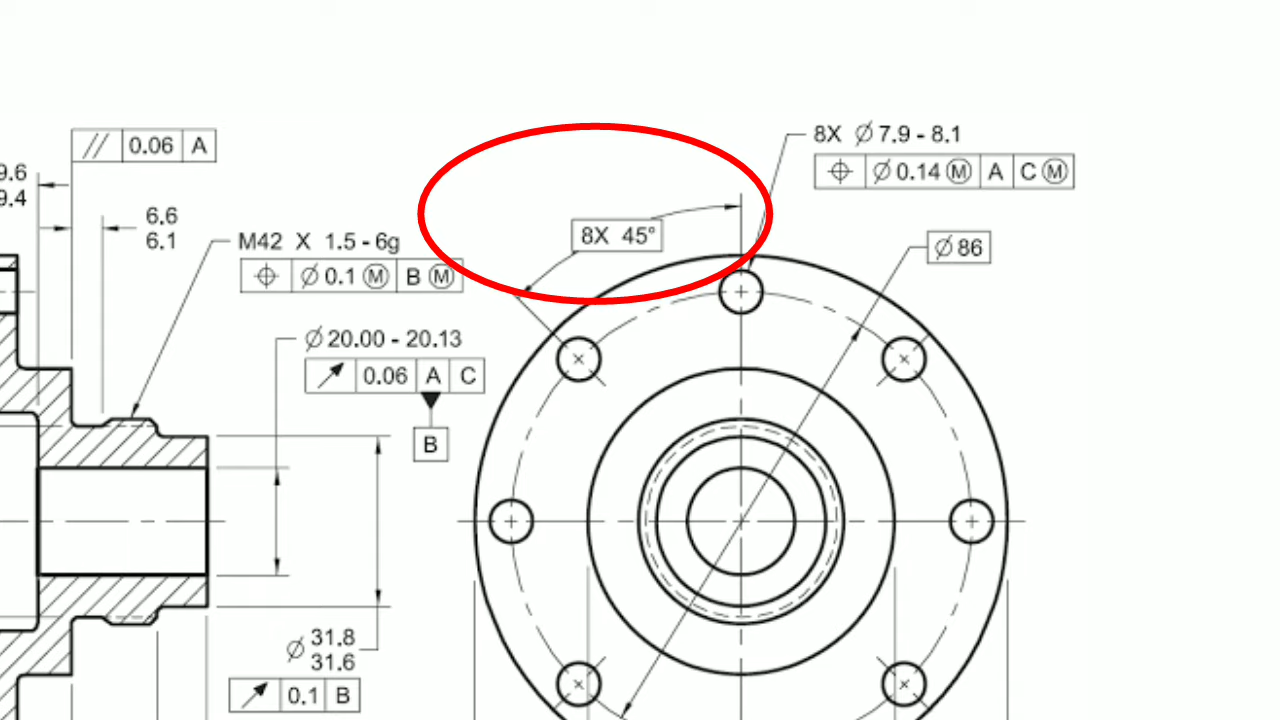 // 0.06 A
9.6
9.4
6.6
6.1
M42 X 1.5 - 6g
⌖ ∅ 0.1 Ⓜ B Ⓜ
∅ 20.00 - 20.13
↗ 0.06 A C
B
∅ 31.8
31.6
↗ 0.1 B
8X 45°
8X ∅ 7.9 - 8.1
⌖ ∅ 0.14 Ⓜ A C Ⓜ
∅ 86